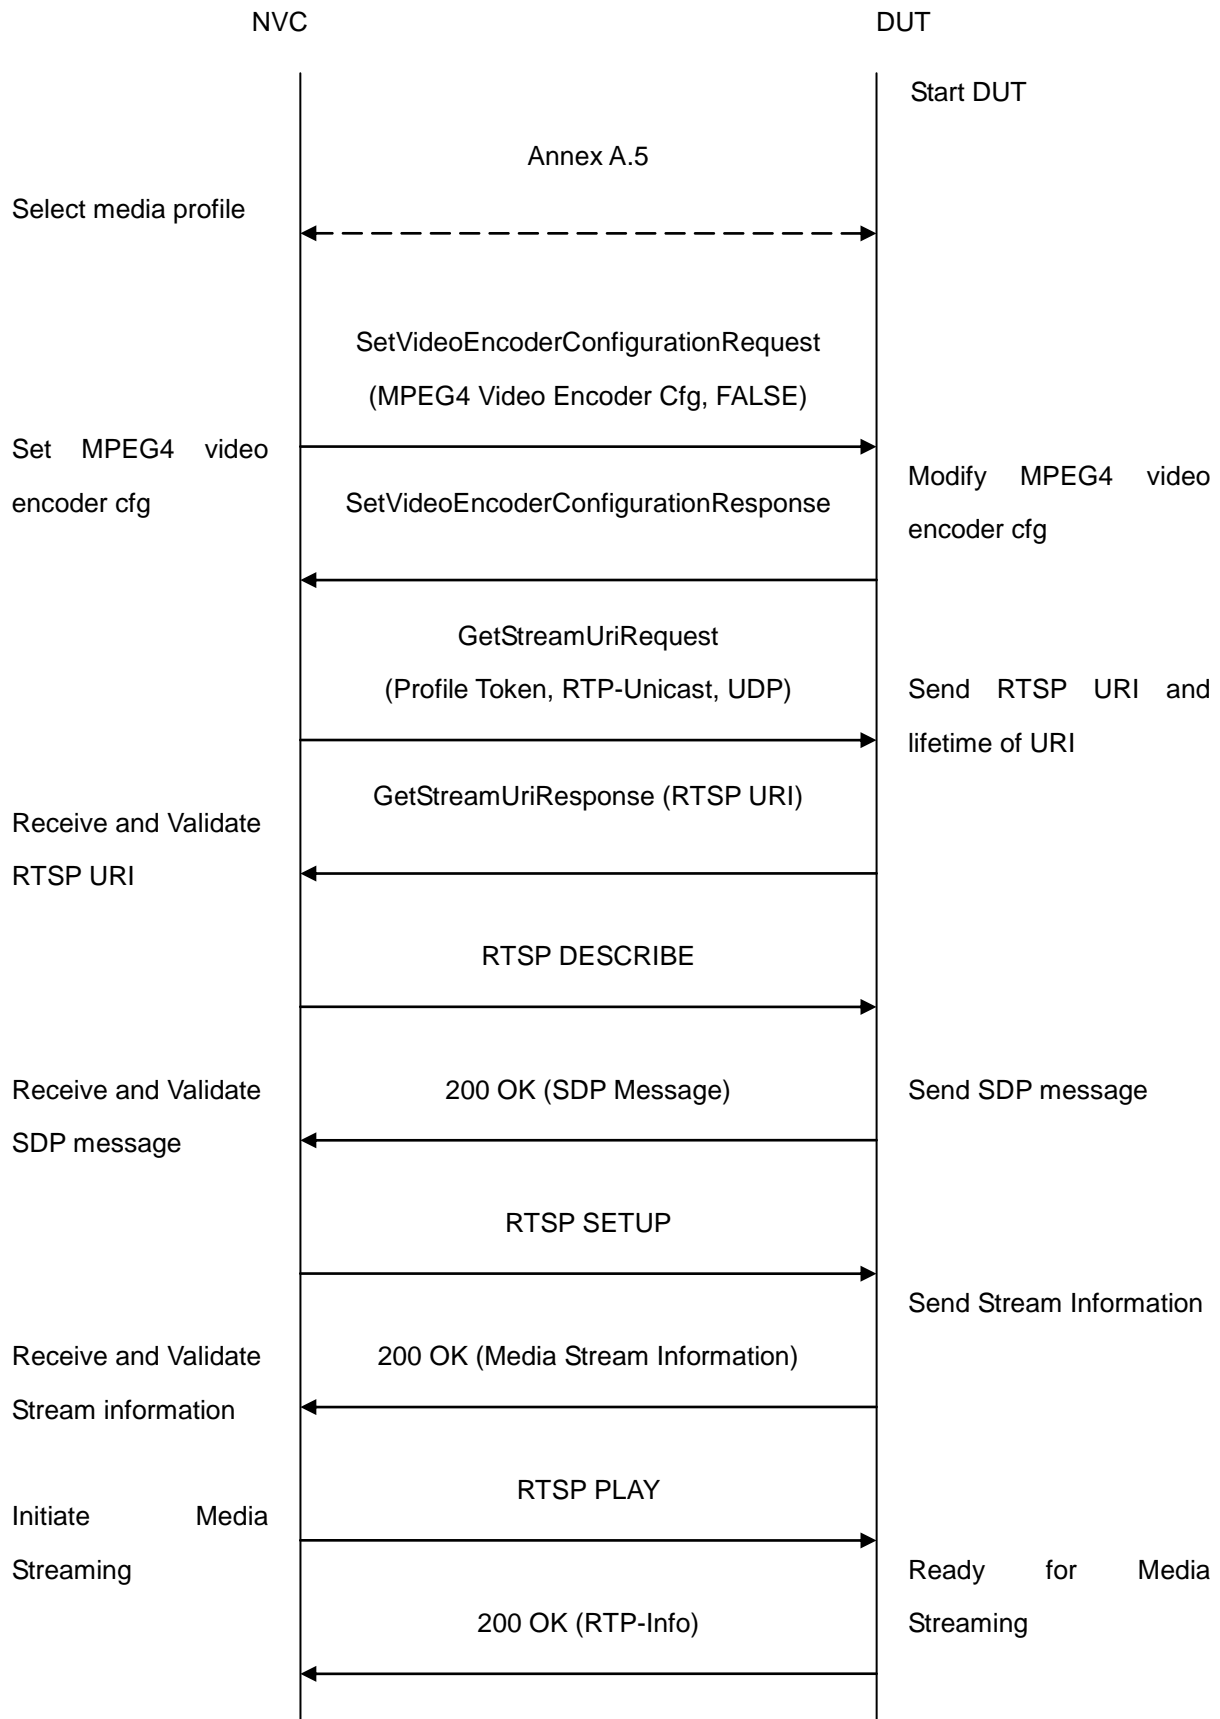 NVC
DUT
Start DUT
Annex A.5
Select media profile
SetVideoEncoderConfigurationRequest
(MPEG4 Video Encoder Cfg, FALSE)
Set MPEG4 video
encoder cfg
Modify MPEG4 video
encoder cfg
SetVideoEncoderConfigurationResponse
GetStreamUriRequest
(Profile Token, RTP-Unicast, UDP)
Send RTSP URI and
lifetime of URI
GetStreamUriResponse (RTSP URI)
Receive and Validate
RTSP URI
RTSP DESCRIBE
Receive and Validate
SDP message
200 OK (SDP Message)
Send SDP message
RTSP SETUP
Send Stream Information
Receive and Validate
Stream information
200 OK (Media Stream Information)
RTSP PLAY
Initiate Media
Streaming
Ready for Media
Streaming
200 OK (RTP-Info)